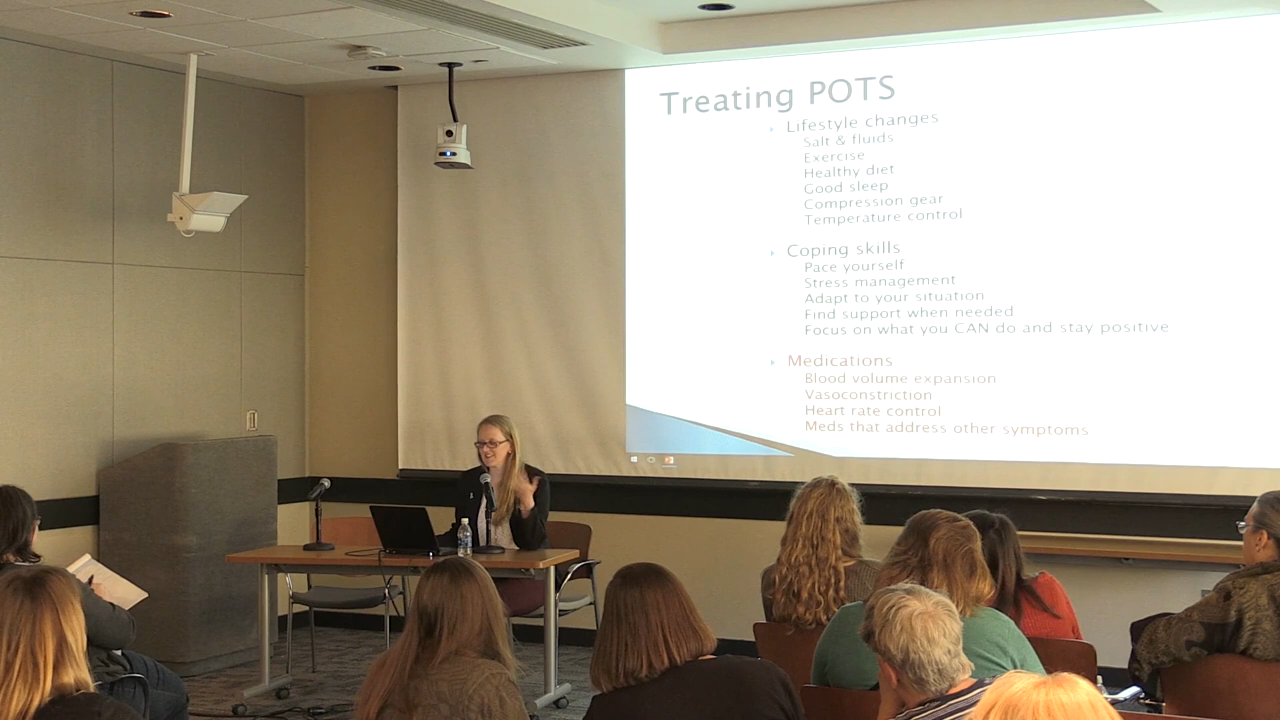 Treating POTS
Lifestyle changes
Salt & fluids
Exercise
Healthy diet
Good sleep
Compression gear
Temperature control
Coping skills
Pace yourself
Stress management
Adapt to your situation
Find support when needed
Focus on what you CAN do and stay positive
Medications
Blood volume expansion
Vasoconstriction
Heart rate control
Meds that address other symptoms